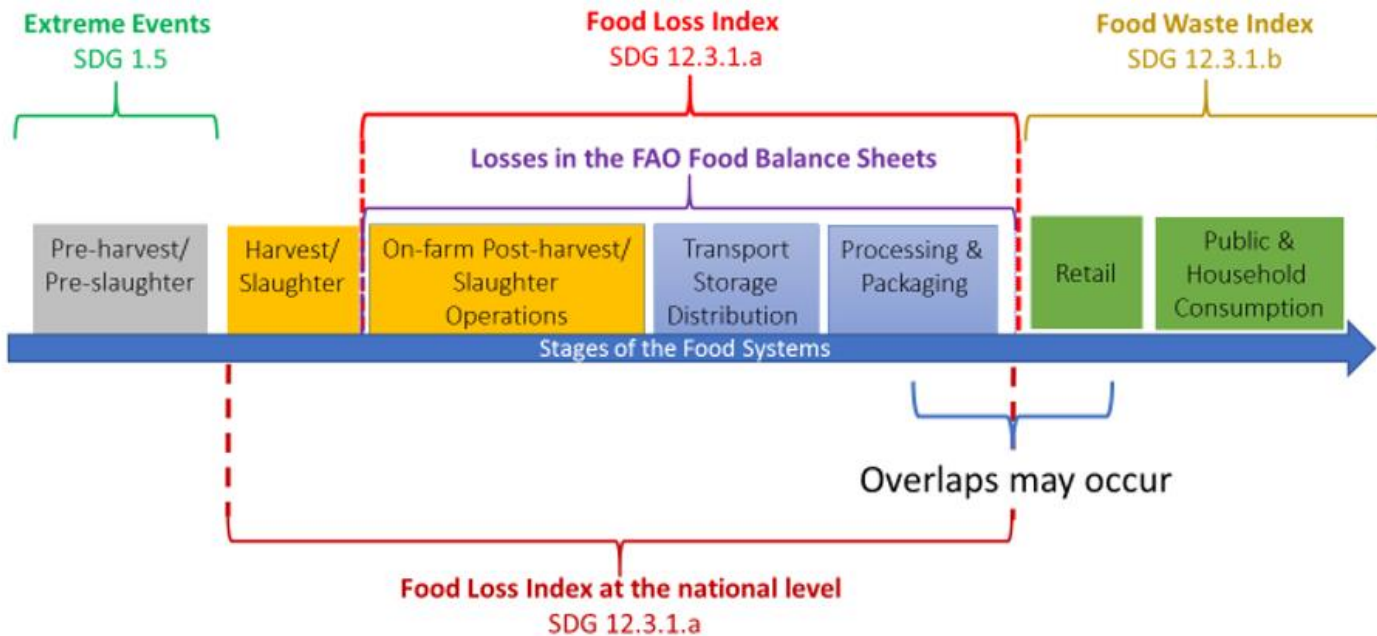 Extreme Events
SDG 1.5
Food Loss Index
SDG 12.3.1.a
Food Waste Index
SDG 12.3.1.b
Losses in the FAO Food Balance Sheets
Pre-harvest/
Pre-slaughter
Harvest/
Slaughter
On-farm Post-harvest/
Slaughter
Operations
Transport
Storage
Distribution
Processing &
Packaging
Retail
Public &
Household
Consumption
Stages of the Food Systems
Overlaps may occur
Food Loss Index at the national level
SDG 12.3.1.a